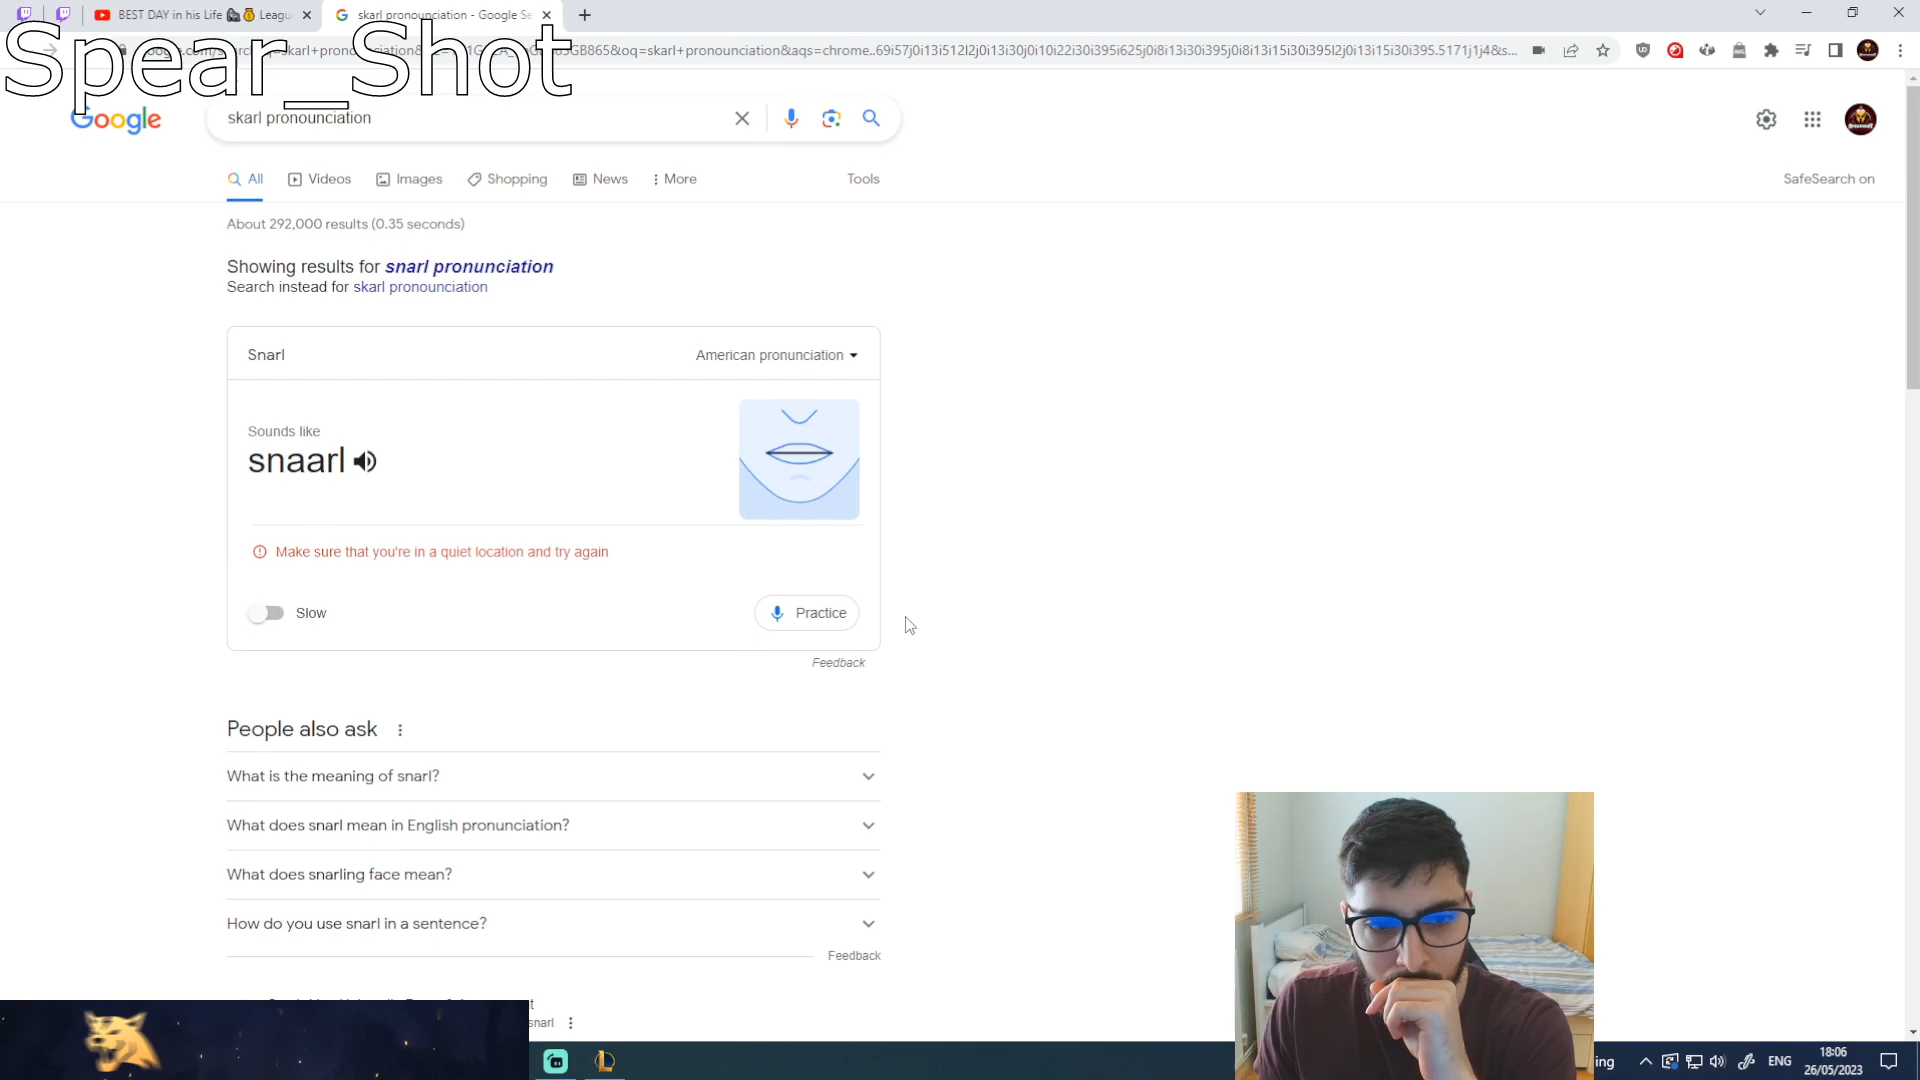 BEST DAY in his Life
Leagu
skarl pronounciation - Google Se
Spear_Shot
Google
skarl pronounciation
All
Videos
Images
Shopping
News
More
Tools
SafeSearch on
About 292,000 results (0.35 seconds)
Showing results for snarl pronunciation
Search instead for skarl pronounciation
Snarl
American pronunciation
Sounds like
snaarl
Make sure that you're in a quiet location and try again
Slow
Practice
Feedback
People also ask
What is the meaning of snarl?
What does snarl mean in English pronunciation?
What does snarling face mean?
How do you use snarl in a sentence?
Feedback
snarl
ing
ENG
18:06
26/05/2023